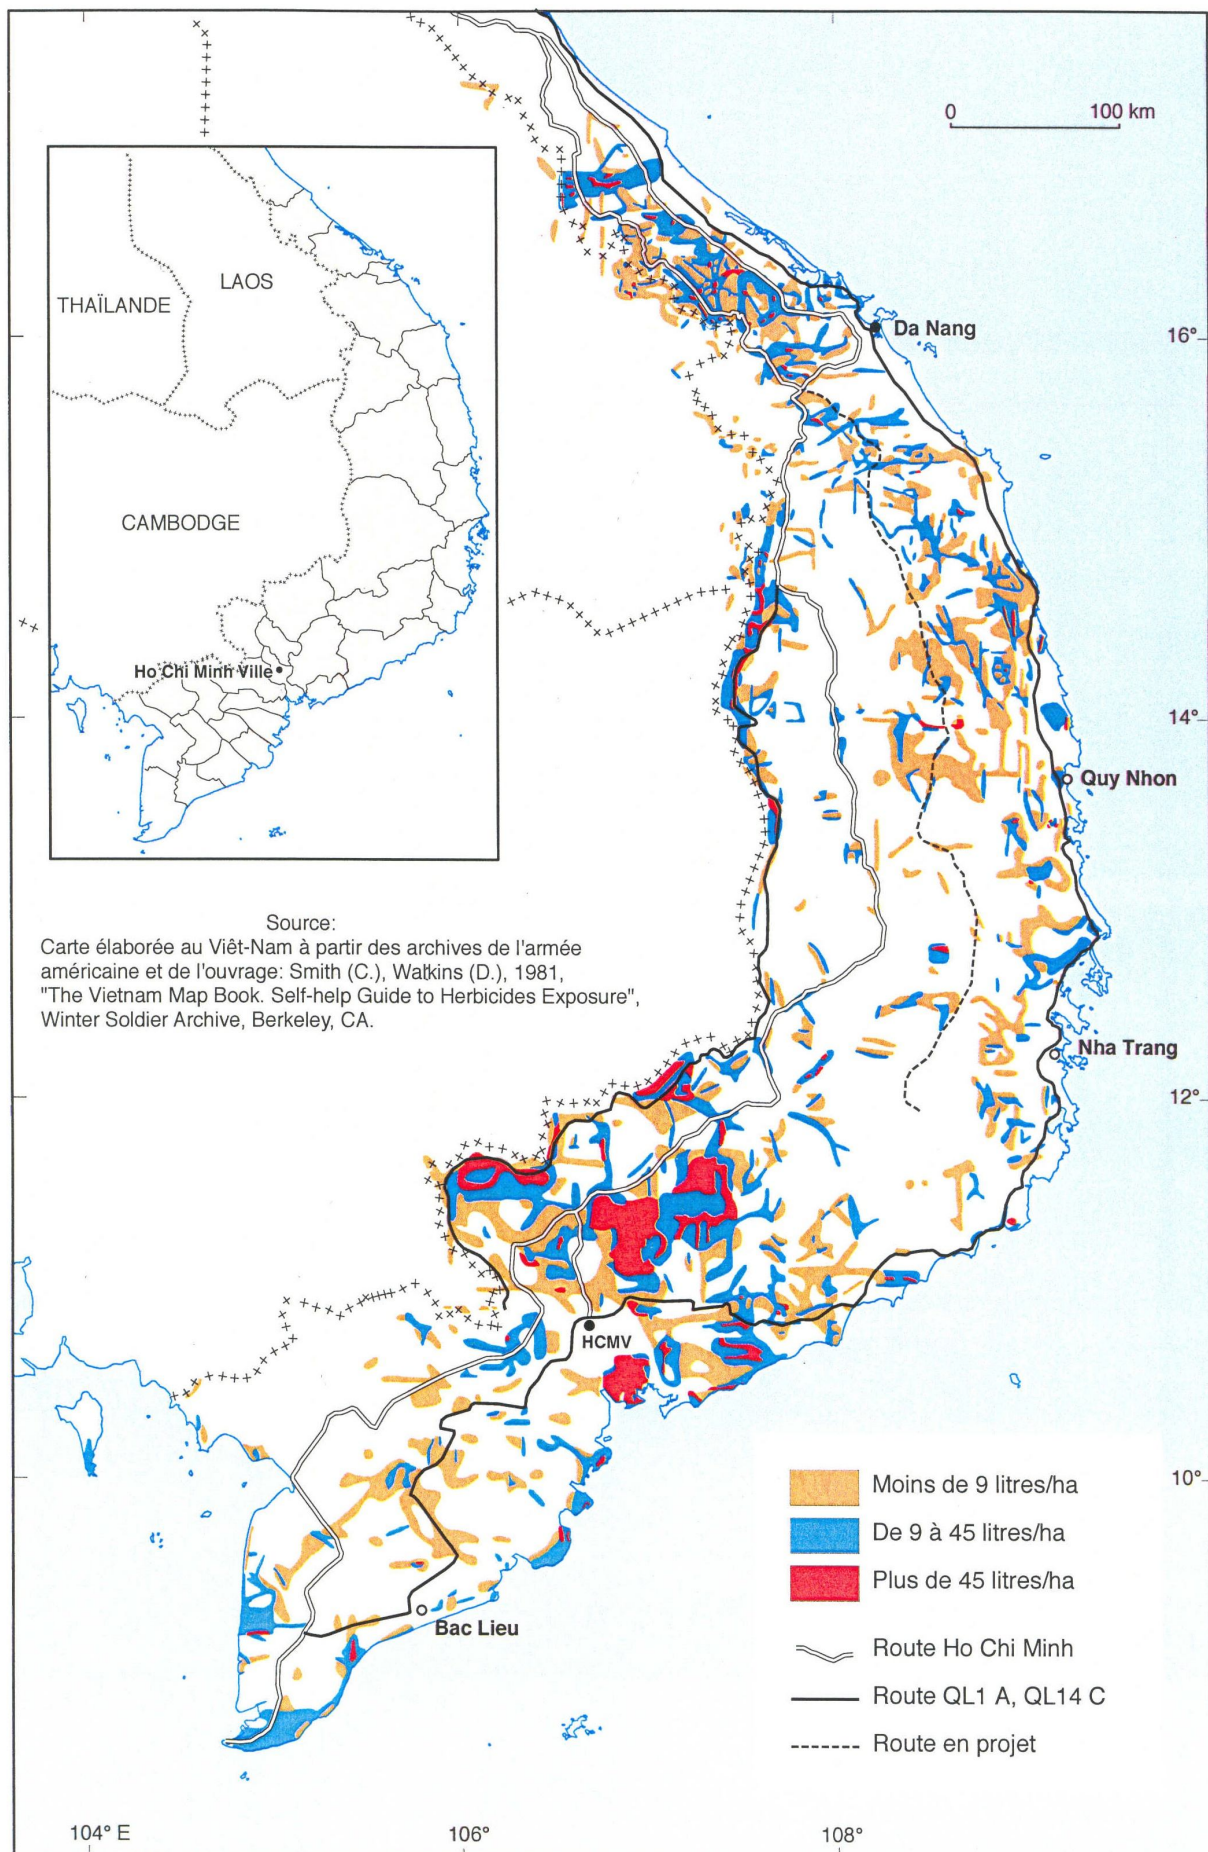 0 100 km
THAÏLANDE
LAOS
CAMBODGE
Ho Chi Minh Ville
Da Nang
16°
14°
Quy Nhon
Source:
Carte élaborée au Viêt-Nam à partir des archives de l'armée
américaine et de l'ouvrage: Smith (C.), Watkins (D.), 1981,
"The Vietnam Map Book. Self-help Guide to Herbicides Exposure",
Winter Soldier Archive, Berkeley, CA.
Nha Trang
12°
HCMV
10°
Bac Lieu
Moins de 9 litres/ha
De 9 à 45 litres/ha
Plus de 45 litres/ha
Route Ho Chi Minh
Route QL1 A, QL14 C
Route en projet
104° E
106°
108°